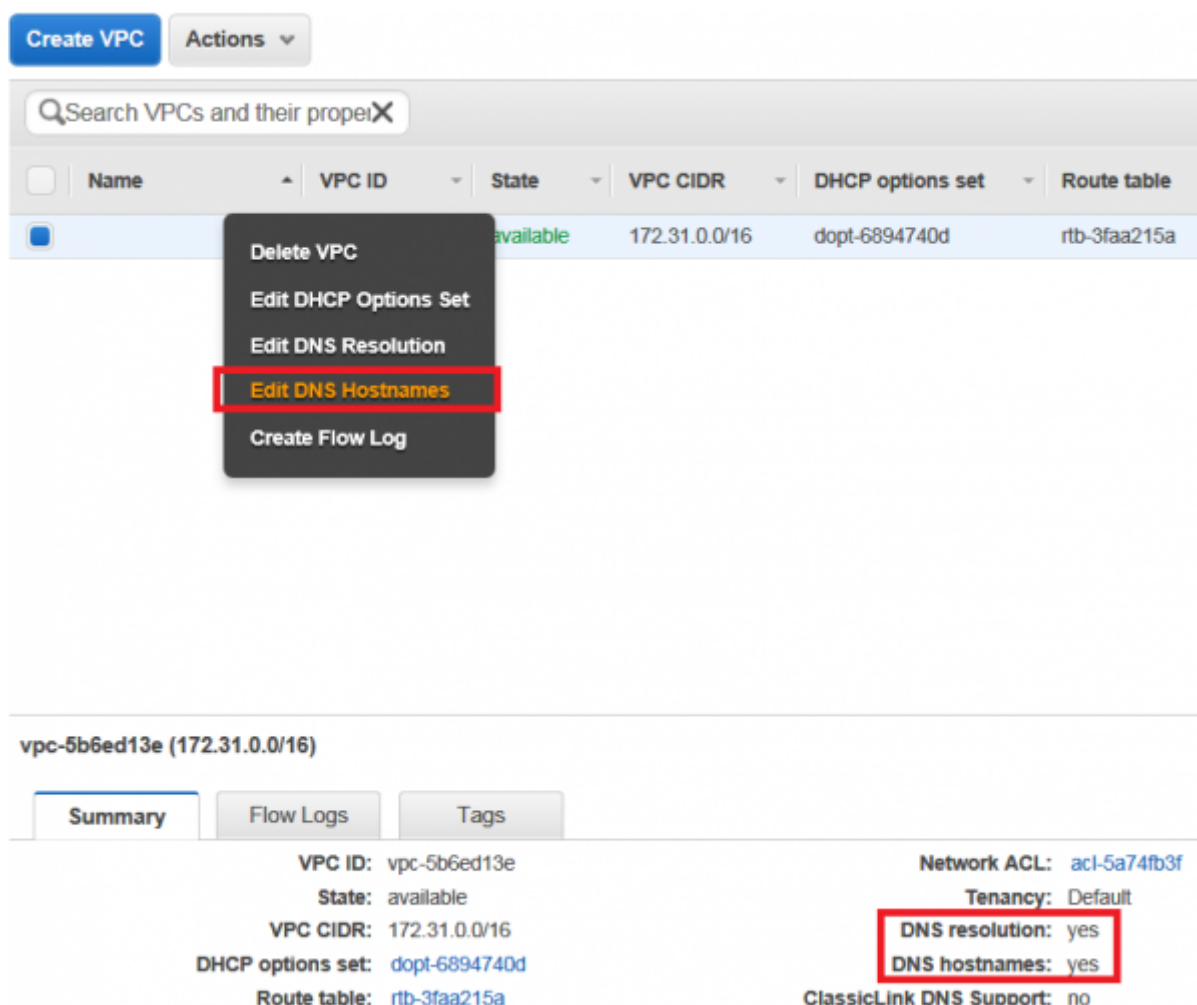 Create VPC Actions
Search VPCs and their proper
Name VPC ID State VPC CIDR DHCP options set Route table
available 172.31.0.0/16 dopt-6894740d rtb-3faa215a
Delete VPC
Edit DHCP Options Set
Edit DNS Resolution
Edit DNS Hostnames
Create Flow Log
vpc-5b6ed13e (172.31.0.0/16)
Summary Flow Logs Tags
VPC ID: vpc-5b6ed13e Network ACL: acl-5a74fb3f
State: available Tenancy: Default
VPC CIDR: 172.31.0.0/16 DNS resolution: yes
DHCP options set: dopt-6894740d DNS hostnames: yes
Route table: rtb-3faa215a ClassicLink DNS Support: no